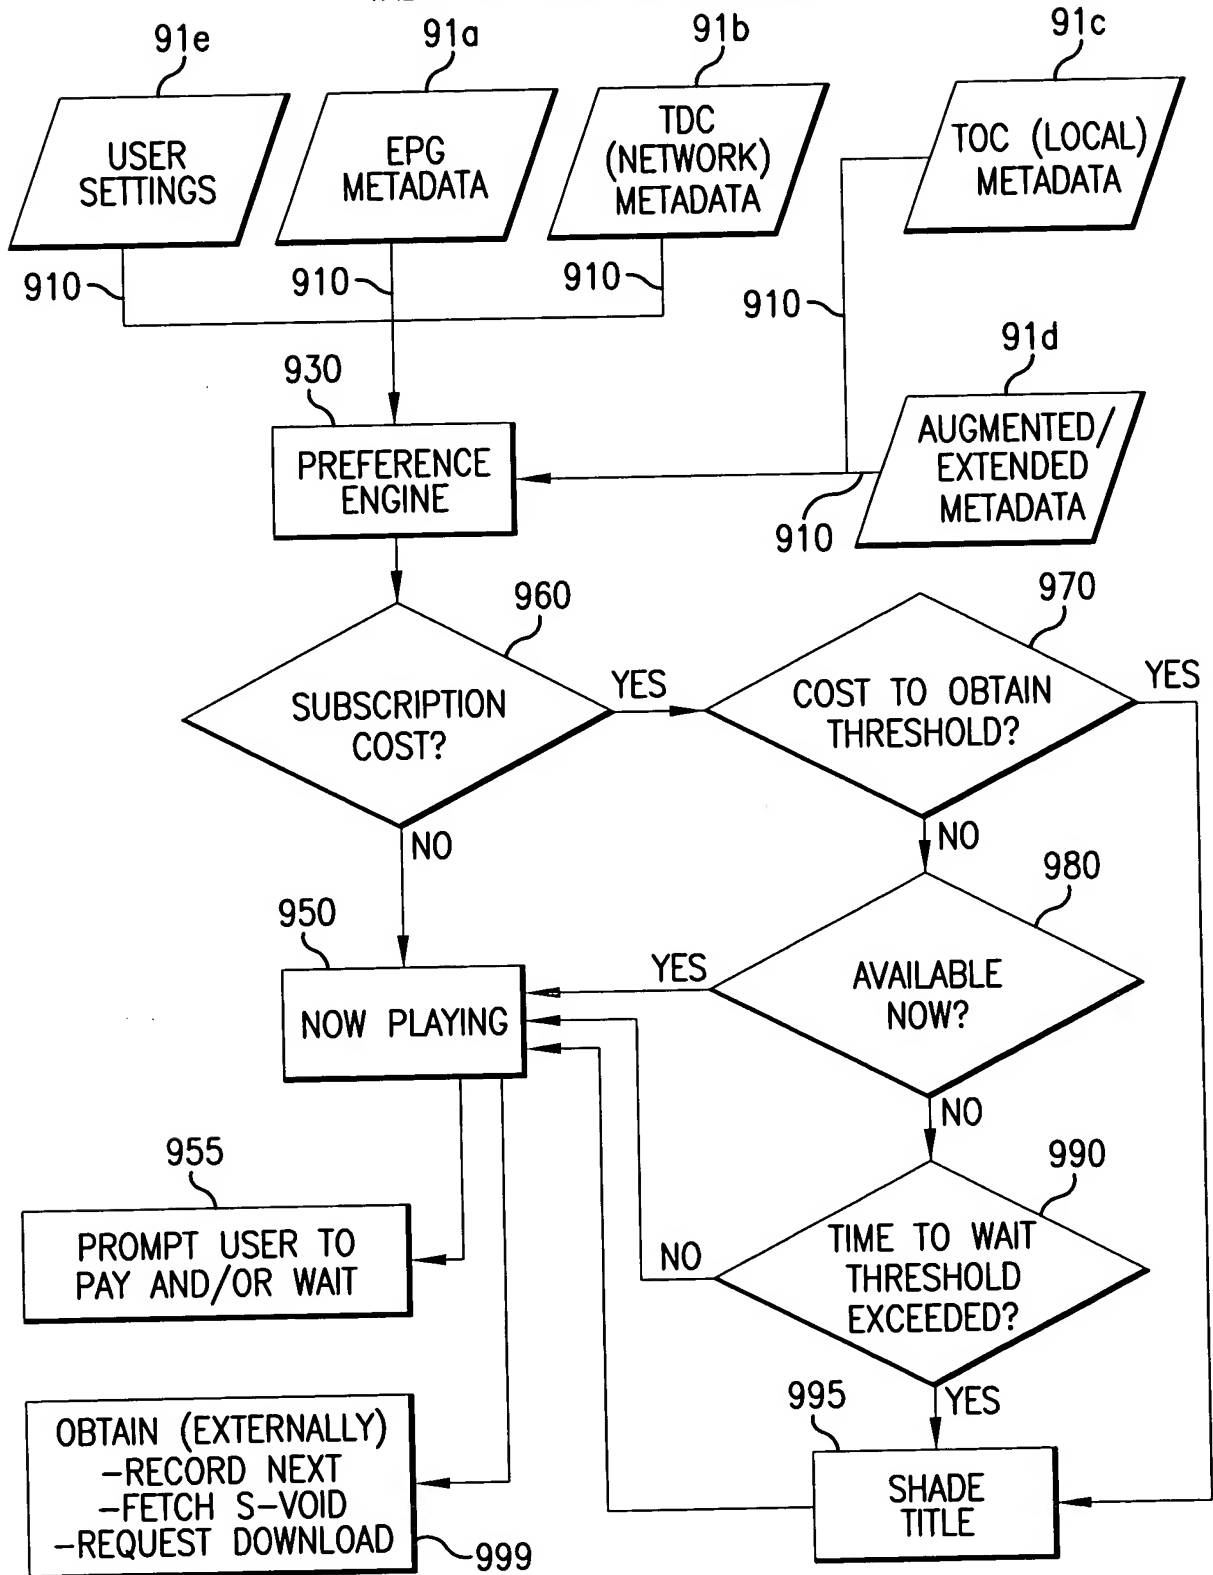 91e
91a
91b
91c
USER
SETTINGS
EPG
METADATA
TDC
(NETWORK)
METADATA
TOC (LOCAL)
METADATA
910
910
910
910
91d
930
PREFERENCE
ENGINE
AUGMENTED/
EXTENDED
METADATA
910
960
970
SUBSCRIPTION
COST?
YES
COST TO OBTAIN
THRESHOLD?
YES
NO
NO
950
980
NOW PLAYING
YES
AVAILABLE
NOW?
NO
955
990
PROMPT USER TO
PAY AND/OR WAIT
NO
TIME TO WAIT
THRESHOLD
EXCEEDED?
YES
995
OBTAIN (EXTERNALLY)
-RECORD NEXT
-FETCH S-VOID
-REQUEST DOWNLOAD
999
SHADE
TITLE